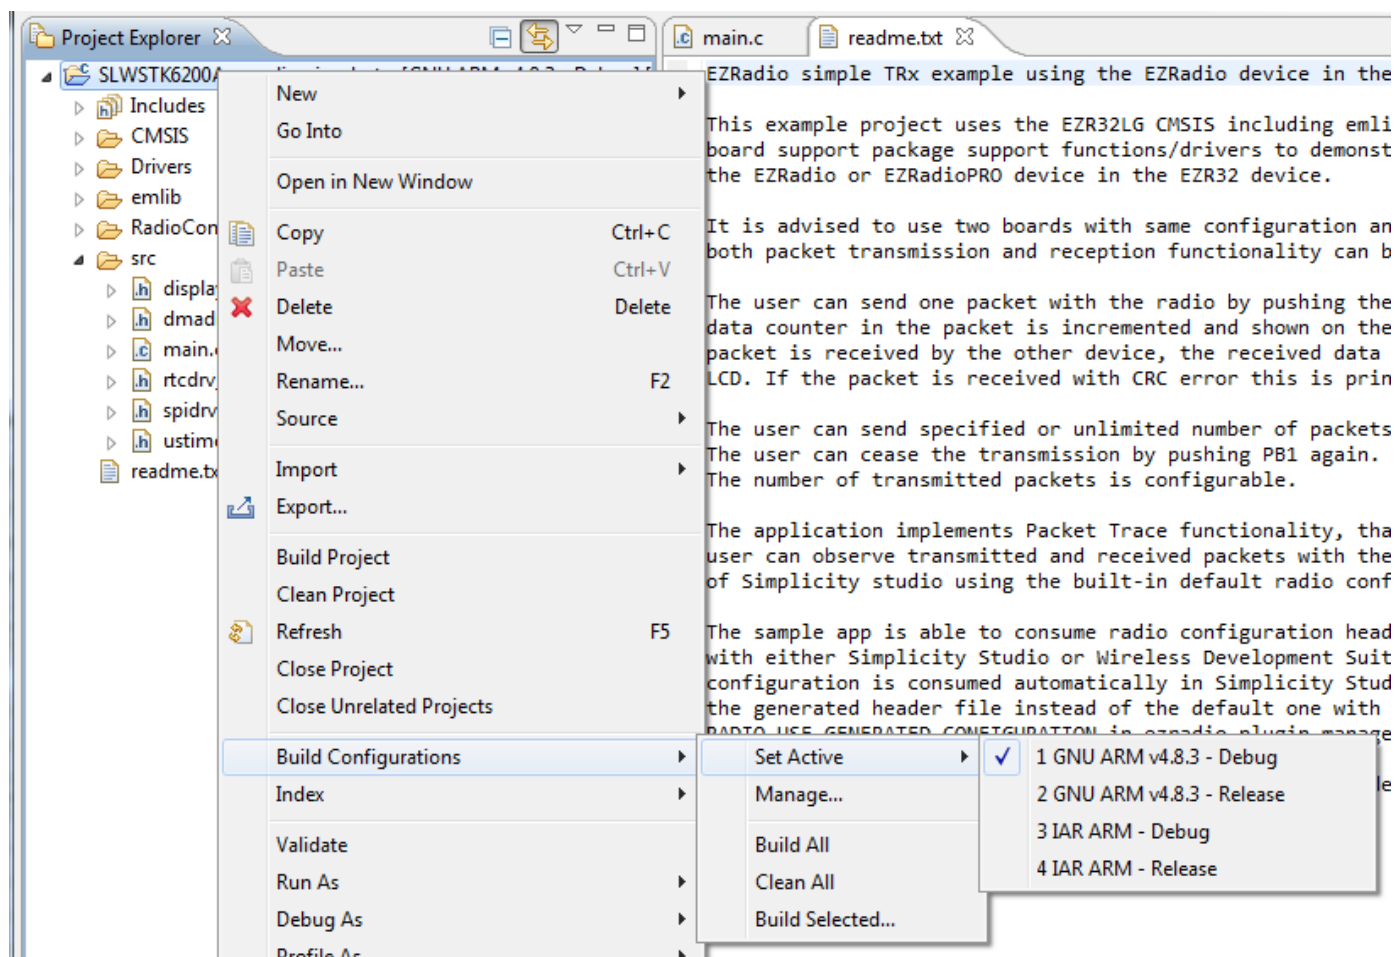 Project Explorer
main.c
readme.txt
SLWSTK6200A
Includes
CMSIS
Drivers
emlib
RadioCon
src
displa
dmad
main.
rtcdrv
spidrv
ustim
readme.tx
New
Go Into
Open in New Window
Copy Ctrl+C
Paste Ctrl+V
Delete Delete
Move...
Rename... F2
Source
Import
Export...
Build Project
Clean Project
Refresh F5
Close Project
Close Unrelated Projects
Build Configurations
Index
Validate
Run As
Debug As
Profile As
Set Active
Manage...
Build All
Clean All
Build Selected...
1 GNU ARM v4.8.3 - Debug
2 GNU ARM v4.8.3 - Release
3 IAR ARM - Debug
4 IAR ARM - Release
EZRadio simple TRx example using the EZRadio device in the
This example project uses the EZR32LG CMSIS including emli
board support package support functions/drivers to demonst
the EZRadio or EZRadioPRO device in the EZR32 device.
It is advised to use two boards with same configuration an
both packet transmission and reception functionality can b
The user can send one packet with the radio by pushing the
data counter in the packet is incremented and shown on the
packet is received by the other device, the received data
LCD. If the packet is received with CRC error this is prin
The user can send specified or unlimited number of packets
The user can cease the transmission by pushing PB1 again.
The number of transmitted packets is configurable.
The application implements Packet Trace functionality, tha
user can observe transmitted and received packets with the
of Simplicity studio using the built-in default radio conf
The sample app is able to consume radio configuration head
with either Simplicity Studio or Wireless Development Suit
configuration is consumed automatically in Simplicity Stud
the generated header file instead of the default one with
RADIO_USE_GENERATED_CONFIGURATION in ezradio_plugin_manage
le